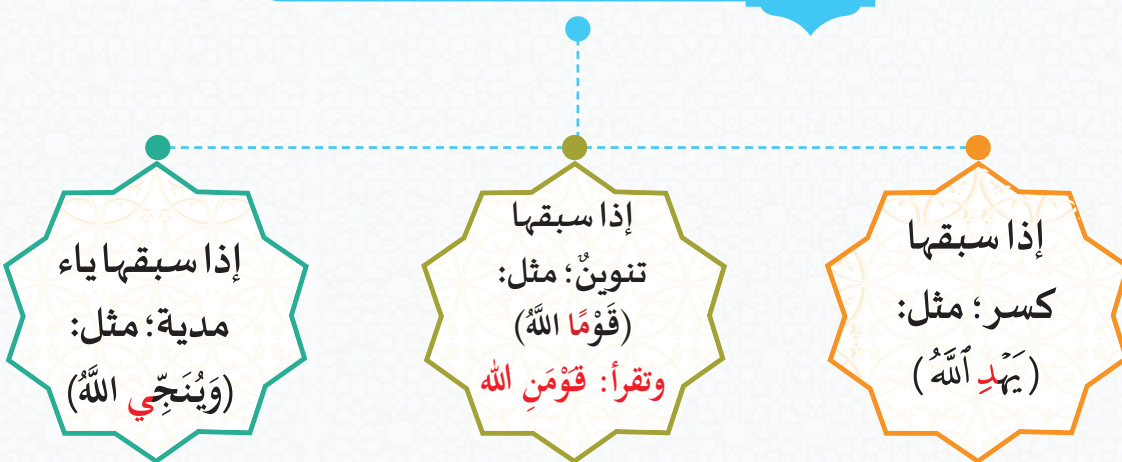 إذا سبقها
كسر؛ مثل:
(يَهْدِ ٱللَّهُ)
إذا سبقها
تنوينٌ؛ مثل:
(قَوْمًا اللَّهُ)
وتقرأ: قَوْمَنِ الله
إذا سبقها ياء
مدية؛ مثل:
(وَيُنَجِّي اللَّهُ)